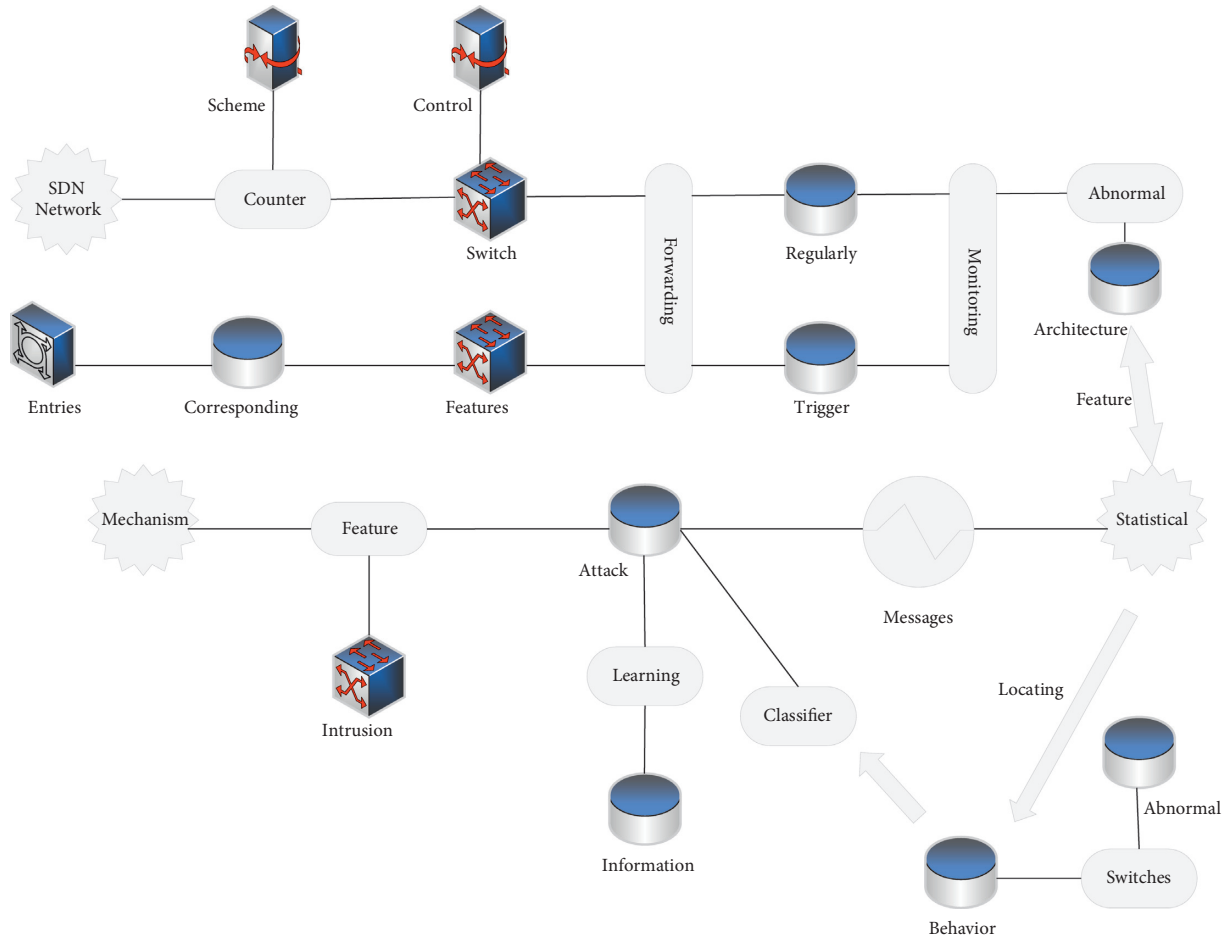 Scheme
Control
SDN
Network
Counter
Switch
Forwarding
Regularly
Monitoring
Abnormal
Architecture
Entries
Corresponding
Features
Trigger
Feature
Mechanism
Feature
Attack
Messages
Statistical
Intrusion
Learning
Classifier
Locating
Information
Abnormal
Switches
Behavior